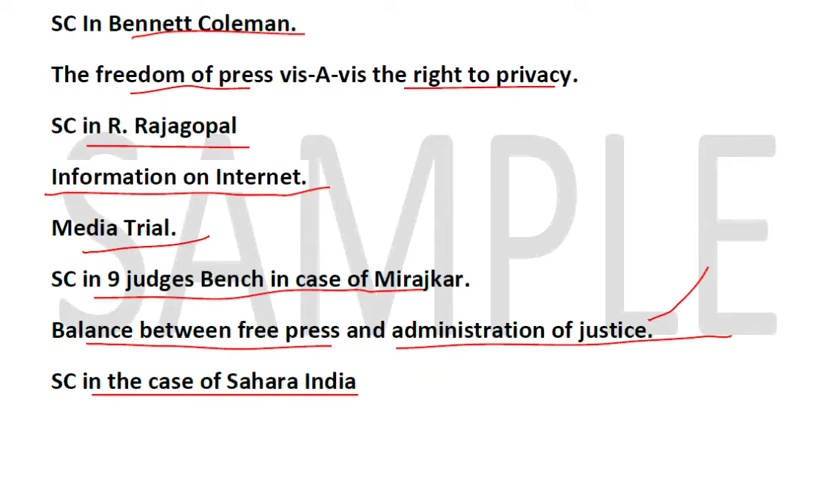 SC In Bennett Coleman.
The freedom of press vis-A-vis the right to privacy.
SC in R. Rajagopal
Information on Internet.
Media Trial.
SC in 9 judges Bench in case of Mirajkar.
Balance between free press and administration of justice.
SC in the case of Sahara India
SAMPLE